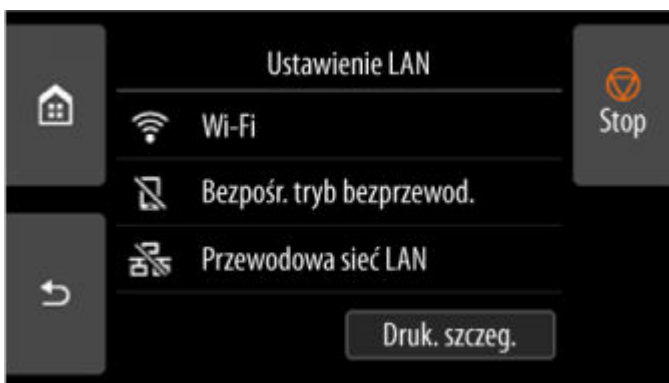 Ustawienie LAN
Stop
Wi-Fi
Bezpośr. tryb bezprzewod.
Przewodowa sieć LAN
Druk. szczeg.